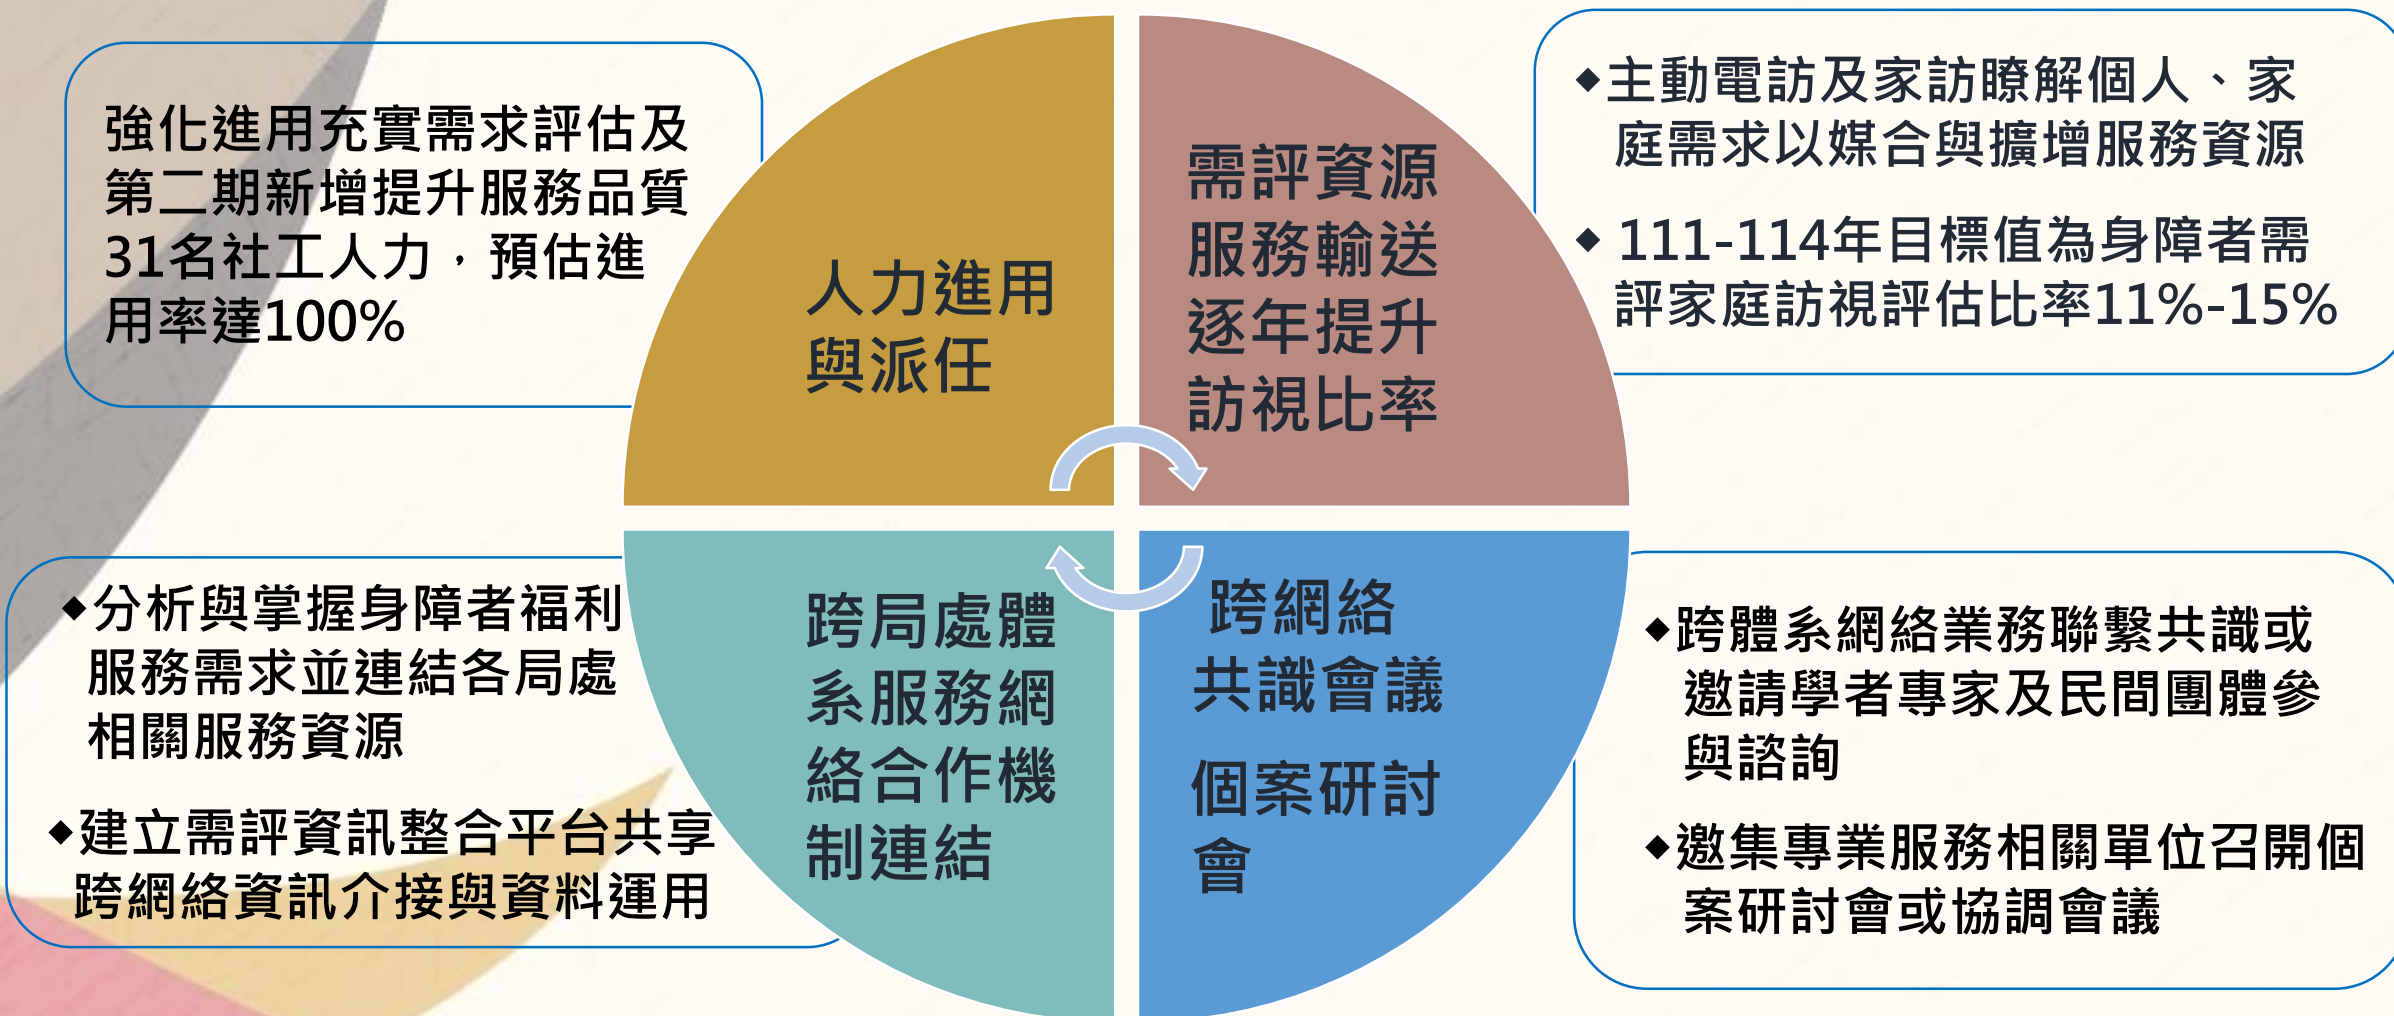 強化進用充實需求評估及
第二期新增提升服務品質
31名社工人力，預估進
用率達100%
人力進用
與派任
需評資源
服務輸送
逐年提升
訪視比率
◆主動電訪及家訪瞭解個人、家
庭需求以媒合與擴增服務資源
◆ 111-114年目標值為身障者需
評家庭訪視評估比率11%-15%
◆分析與掌握身障者福利
服務需求並連結各局處
相關服務資源
◆建立需評資訊整合平台共享
跨網絡資訊介接與資料運用
跨局處體
系服務網
絡合作機
制連結
跨網絡
共識會議
個案研討
會
◆跨體系網絡業務聯繫共識或
邀請學者專家及民間團體參
與諮詢
◆邀集專業服務相關單位召開個
案研討會或協調會議